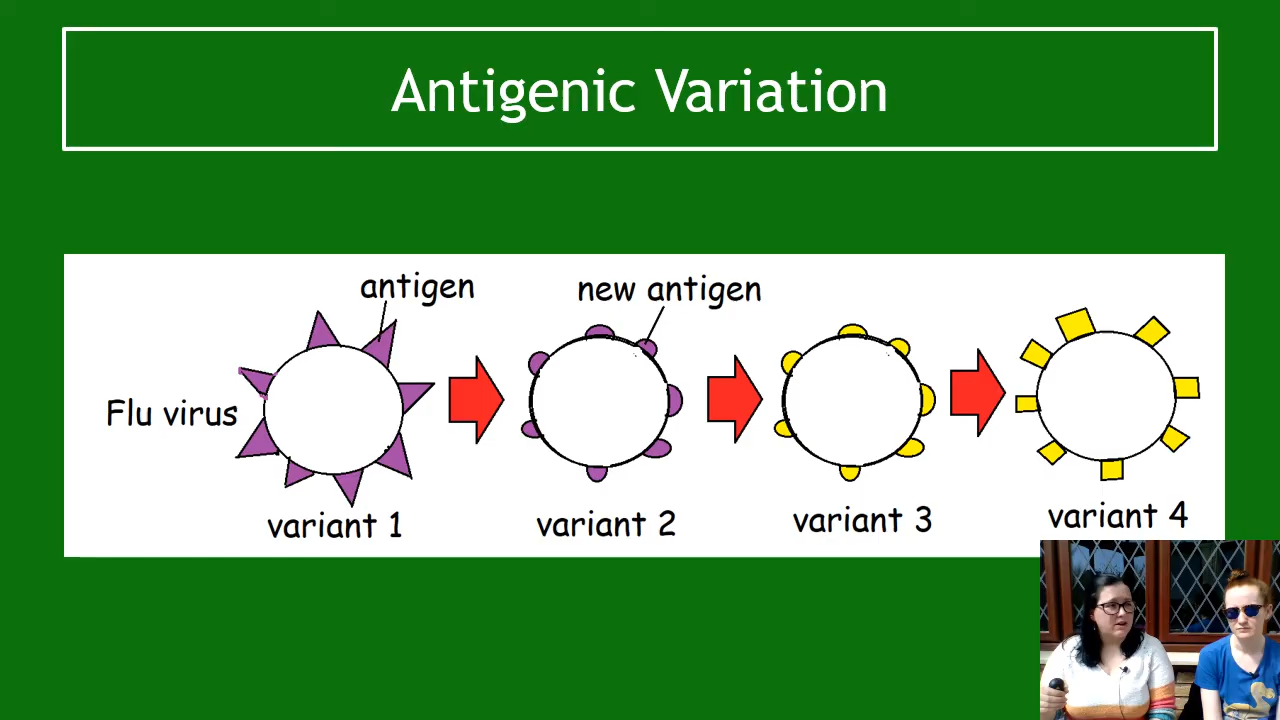 Antigenic Variation
antigen
new antigen
Flu virus
variant 1
variant 2
variant 3
variant 4